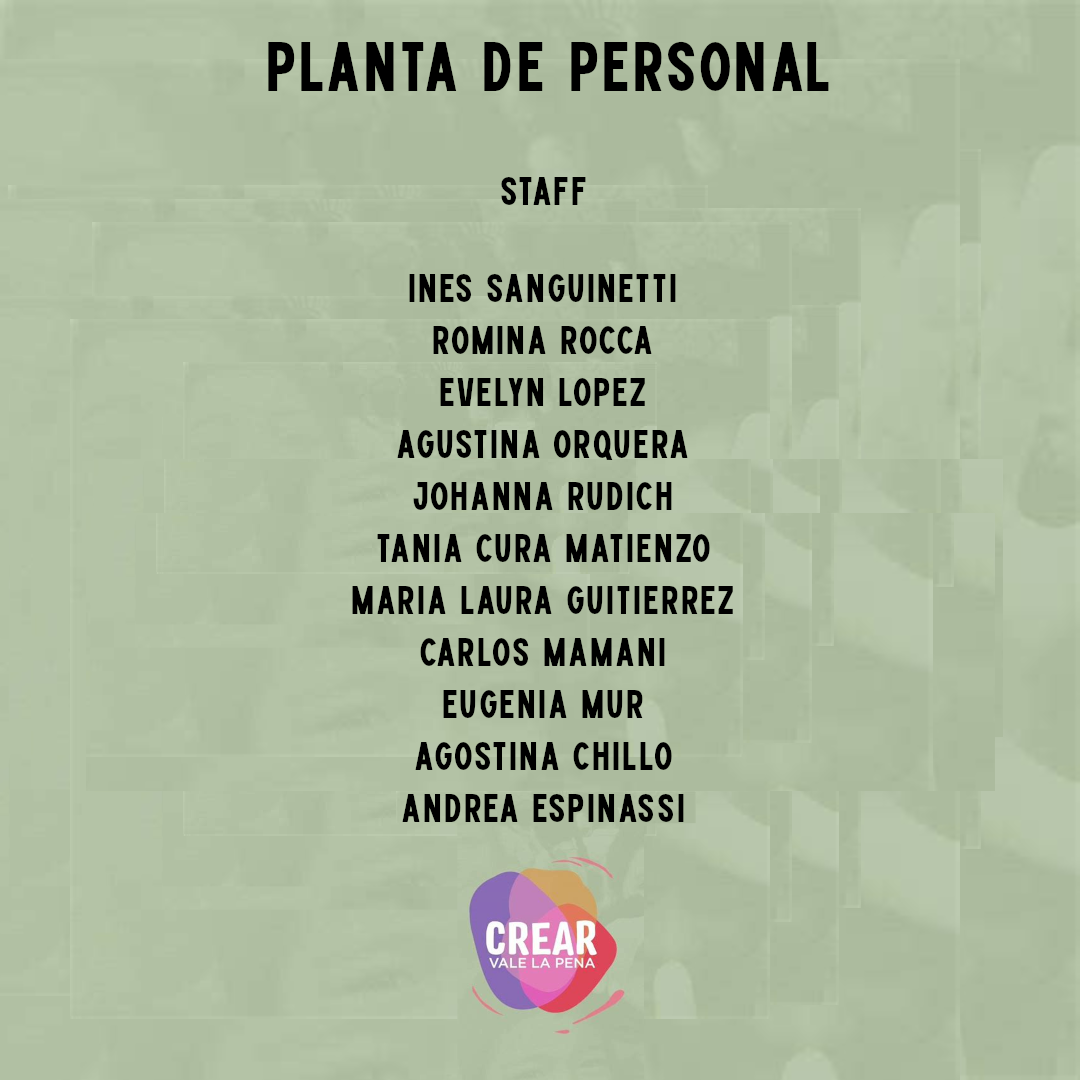 PLANTA DE PERSONAL
STAFF
INES SANGUINETTI
ROMINA ROCCA
EVELYN LOPEZ
AGUSTINA ORQUERA
JOHANNA RUDICH
TANIA CURA MATIENZO
MARIA LAURA GUITIERREZ
CARLOS MAMANI
EUGENIA MUR
AGOSTINA CHILLO
ANDREA ESPINASSI
CREAR
VALE LA PENA